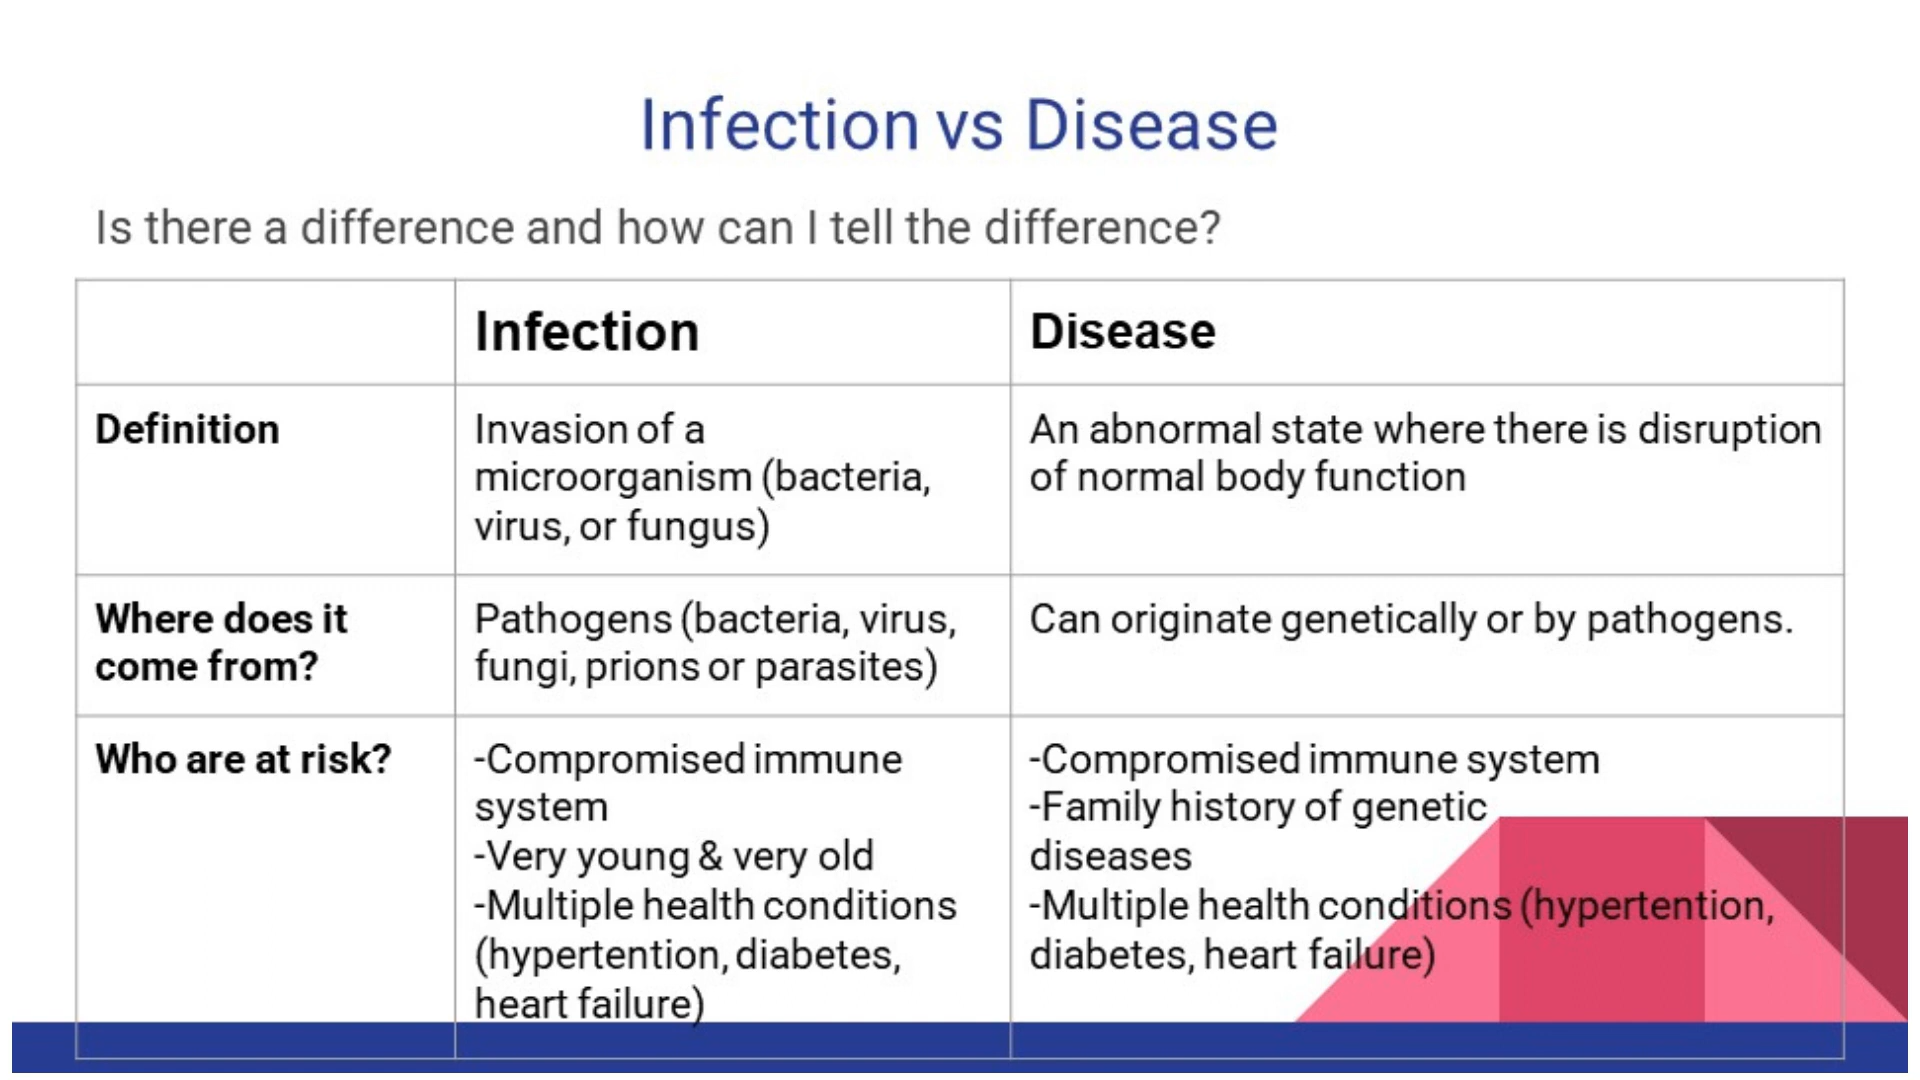 Infection vs Disease
Is there a difference and how can I tell the difference?
Infection
Disease
Definition
Invasion of a
microorganism (bacteria,
virus, or fungus)
An abnormal state where there is disruption
of normal body function
Where does it
come from?
Pathogens (bacteria, virus,
fungi, prions or parasites)
Can originate genetically or by pathogens.
Who are at risk?
-Compromised immune
system
-Very young & very old
-Multiple health conditions
(hypertention, diabetes,
heart failure)
-Compromised immune system
-Family history of genetic
diseases
-Multiple health conditions (hypertention,
diabetes, heart failure)